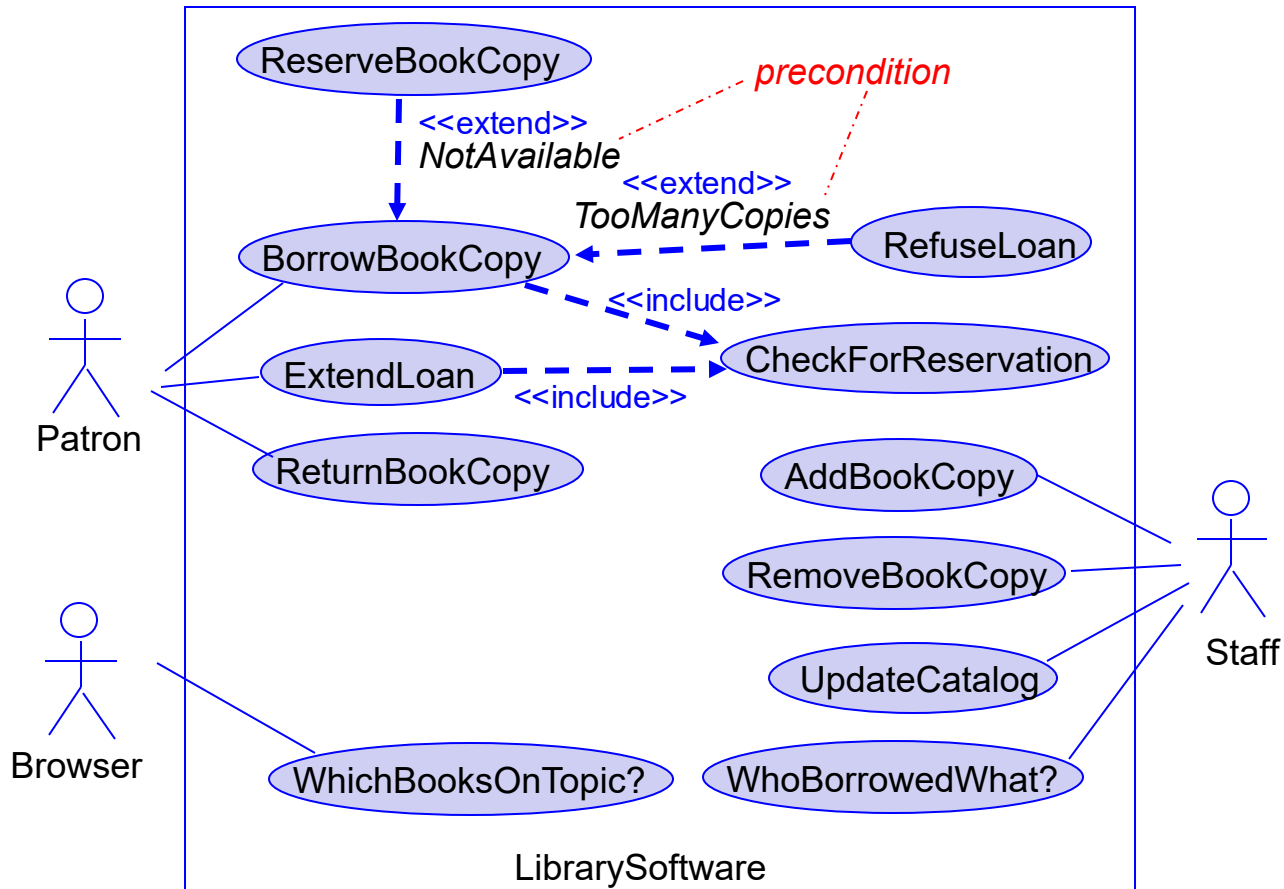 ReserveBookCopy
precondition
<<extend>>
NotAvailable
<<extend>>
TooManyCopies
BorrowBookCopy
RefuseLoan
<<include>>
CheckForReservation
ExtendLoan
<<include>>
Patron
ReturnBookCopy
AddBookCopy
RemoveBookCopy
Staff
UpdateCatalog
Browser
WhichBooksOnTopic?
WhoBorrowedWhat?
LibrarySoftware